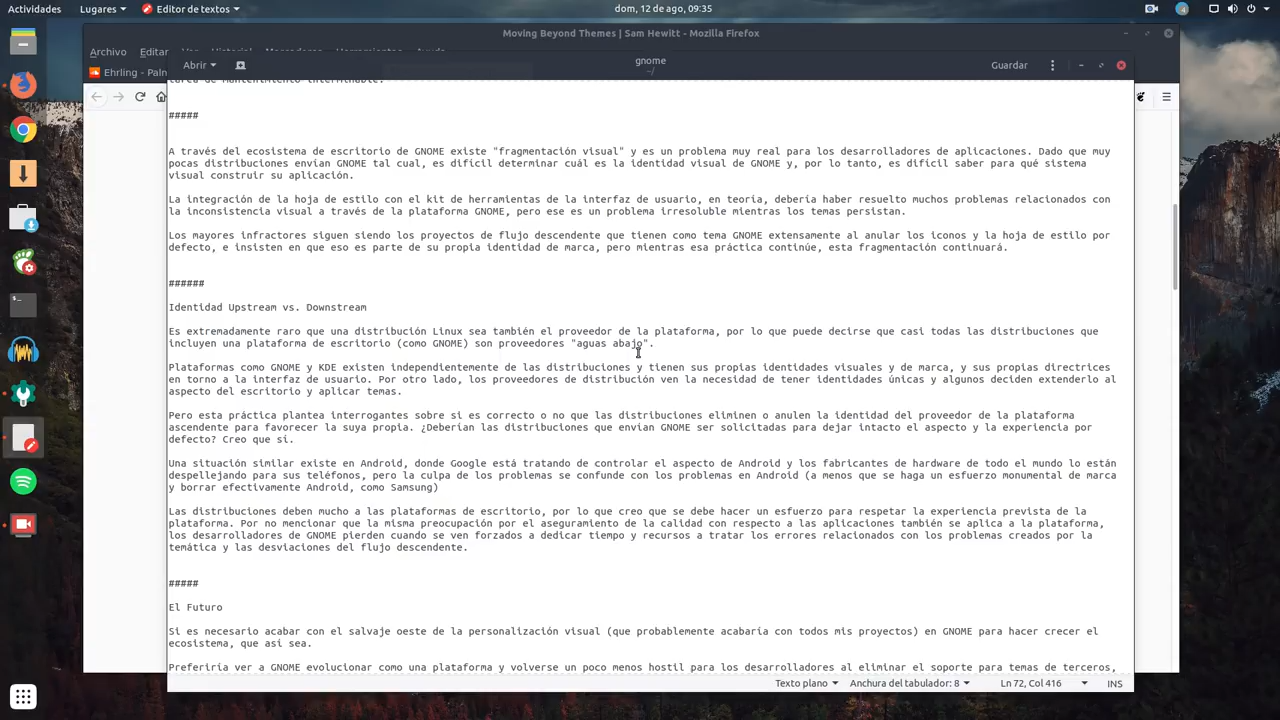 Actividades Lugares Editor de textos dom, 12 de ago, 09:35
Moving Beyond Themes | Sam Hewitt - Mozilla Firefox
Archivo Editar Ver Historial Marcadores Herramientas Ayuda
Abrir gnome Guardar
~/
Ehrling - Paln
tarea de mantenimiento interminable.
#####
A través del ecosistema de escritorio de GNOME existe "fragmentación visual" y es un problema muy real para los desarrolladores de aplicaciones. Dado que muy
pocas distribuciones envían GNOME tal cual, es difícil determinar cuál es la identidad visual de GNOME y, por lo tanto, es difícil saber para qué sistema
visual construir su aplicación.
La integración de la hoja de estilo con el kit de herramientas de la interfaz de usuario, en teoría, debería haber resuelto muchos problemas relacionados con
la inconsistencia visual a través de la plataforma GNOME, pero ese es un problema irresoluble mientras los temas persistan.
Los mayores infractores siguen siendo los proyectos de flujo descendente que tienen como tema GNOME extensamente al anular los iconos y la hoja de estilo por
defecto, e insisten en que eso es parte de su propia identidad de marca, pero mientras esa práctica continúe, esta fragmentación continuará.
######
Identidad Upstream vs. Downstream
Es extremadamente raro que una distribución Linux sea también el proveedor de la plataforma, por lo que puede decirse que casi todas las distribuciones que
incluyen una plataforma de escritorio (como GNOME) son proveedores "aguas abajo".
Plataformas como GNOME y KDE existen independientemente de las distribuciones y tienen sus propias identidades visuales y de marca, y sus propias directrices
en torno a la interfaz de usuario. Por otro lado, los proveedores de distribución ven la necesidad de tener identidades únicas y algunos deciden extenderlo al
aspecto del escritorio y aplicar temas.
Pero esta práctica plantea interrogantes sobre si es correcto o no que las distribuciones eliminen o anulen la identidad del proveedor de la plataforma
ascendente para favorecer la suya propia. ¿Deberían las distribuciones que envían GNOME ser solicitadas para dejar intacto el aspecto y la experiencia por
defecto? Creo que sí.
Una situación similar existe en Android, donde Google está tratando de controlar el aspecto de Android y los fabricantes de hardware de todo el mundo lo están
despellejando para sus teléfonos, pero la culpa de los problemas se confunde con los problemas en Android (a menos que se haga un esfuerzo monumental de marca
y borrar efectivamente Android, como Samsung)
Las distribuciones deben mucho a las plataformas de escritorio, por lo que creo que se debe hacer un esfuerzo para respetar la experiencia prevista de la
plataforma. Por no mencionar que la misma preocupación por el aseguramiento de la calidad con respecto a las aplicaciones también se aplica a la plataforma,
los desarrolladores de GNOME pierden cuando se ven forzados a dedicar tiempo y recursos a tratar los errores relacionados con los problemas creados por la
temática y las desviaciones del flujo descendente.
#####
El Futuro
Si es necesario acabar con el salvaje oeste de la personalización visual (que probablemente acabaría con todos mis proyectos) en GNOME para hacer crecer el
ecosistema, que así sea.
Preferiría ver a GNOME evolucionar como una plataforma y volverse un poco menos hostil para los desarrolladores al eliminar el soporte para temas de terceros,
Texto plano Anchura del tabulador: 8 Ln 72, Col 416 INS